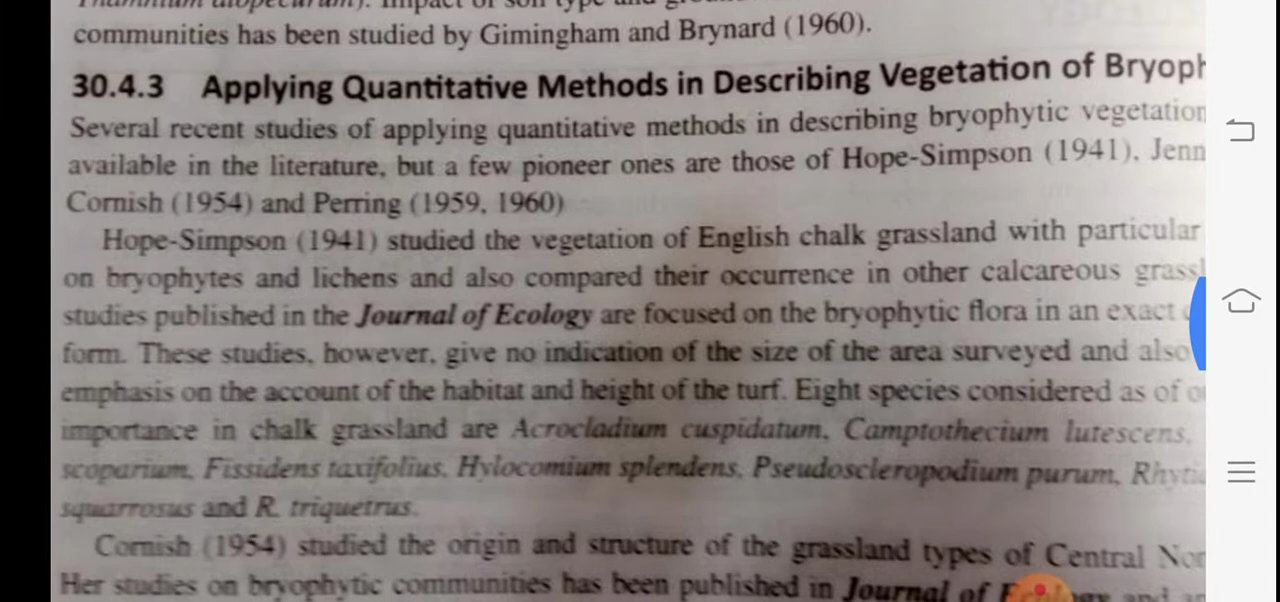 communities has been studied by Gimingham and Brynard (1960).
30.4.3 Applying Quantitative Methods in Describing Vegetation of Bryoph
Several recent studies of applying quantitative methods in describing bryophytic vegetation
available in the literature, but a few pioneer ones are those of Hope-Simpson (1941), Jenn
Cornish (1954) and Perring (1959, 1960)
Hope-Simpson (1941) studied the vegetation of English chalk grassland with particular
on bryophytes and lichens and also compared their occurrence in other calcareous grassl
studies published in the Journal of Ecology are focused on the bryophytic flora in an exact
form. These studies, however, give no indication of the size of the area surveyed and also
emphasis on the account of the habitat and height of the turf. Eight species considered as of
importance in chalk grassland are Acrocladium cuspidatum, Camptothecium lutescens,
scoparium, Fissidens taxifolius, Hylocomium splendens, Pseudoscleropodium purum, Rhytid
squarrosus and R. triquetrus.
Cornish (1954) studied the origin and structure of the grassland types of Central Nor
Her studies on bryophytic communities has been published in Journal of